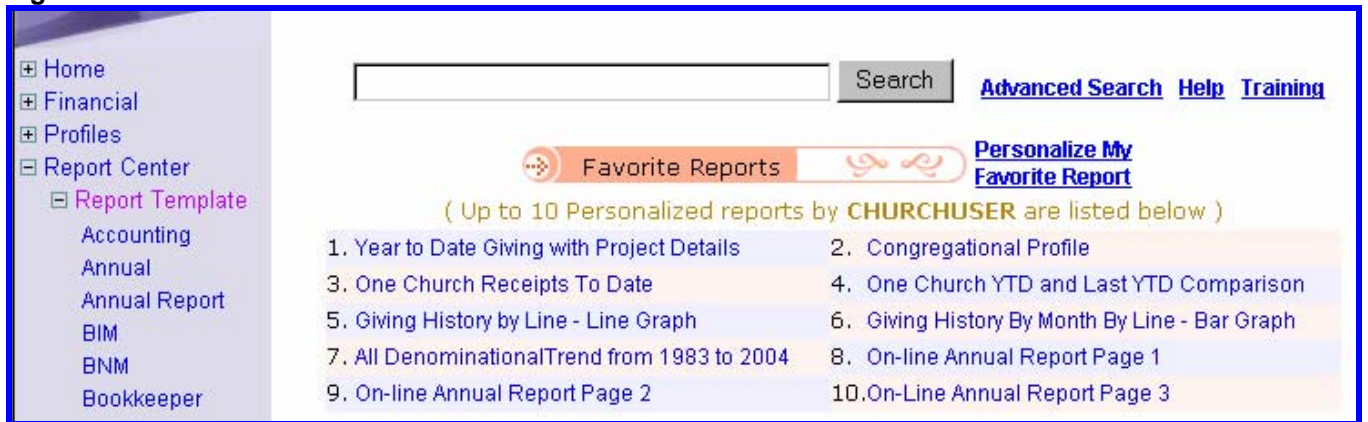 Home
Financial
Profiles
Report Center
Report Template
Accounting
Annual
Annual Report
BIM
BNM
Bookkeeper
Search
Advanced Search Help Training
Favorite Reports
Personalize My
Favorite Report
( Up to 10 Personalized reports by CHURCHUSER are listed below )
1. Year to Date Giving with Project Details
2. Congregational Profile
3. One Church Receipts To Date
4. One Church YTD and Last YTD Comparison
5. Giving History by Line - Line Graph
6. Giving History By Month By Line - Bar Graph
7. All DenominationalTrend from 1983 to 2004
8. On-line Annual Report Page 1
9. On-line Annual Report Page 2
10.On-Line Annual Report Page 3